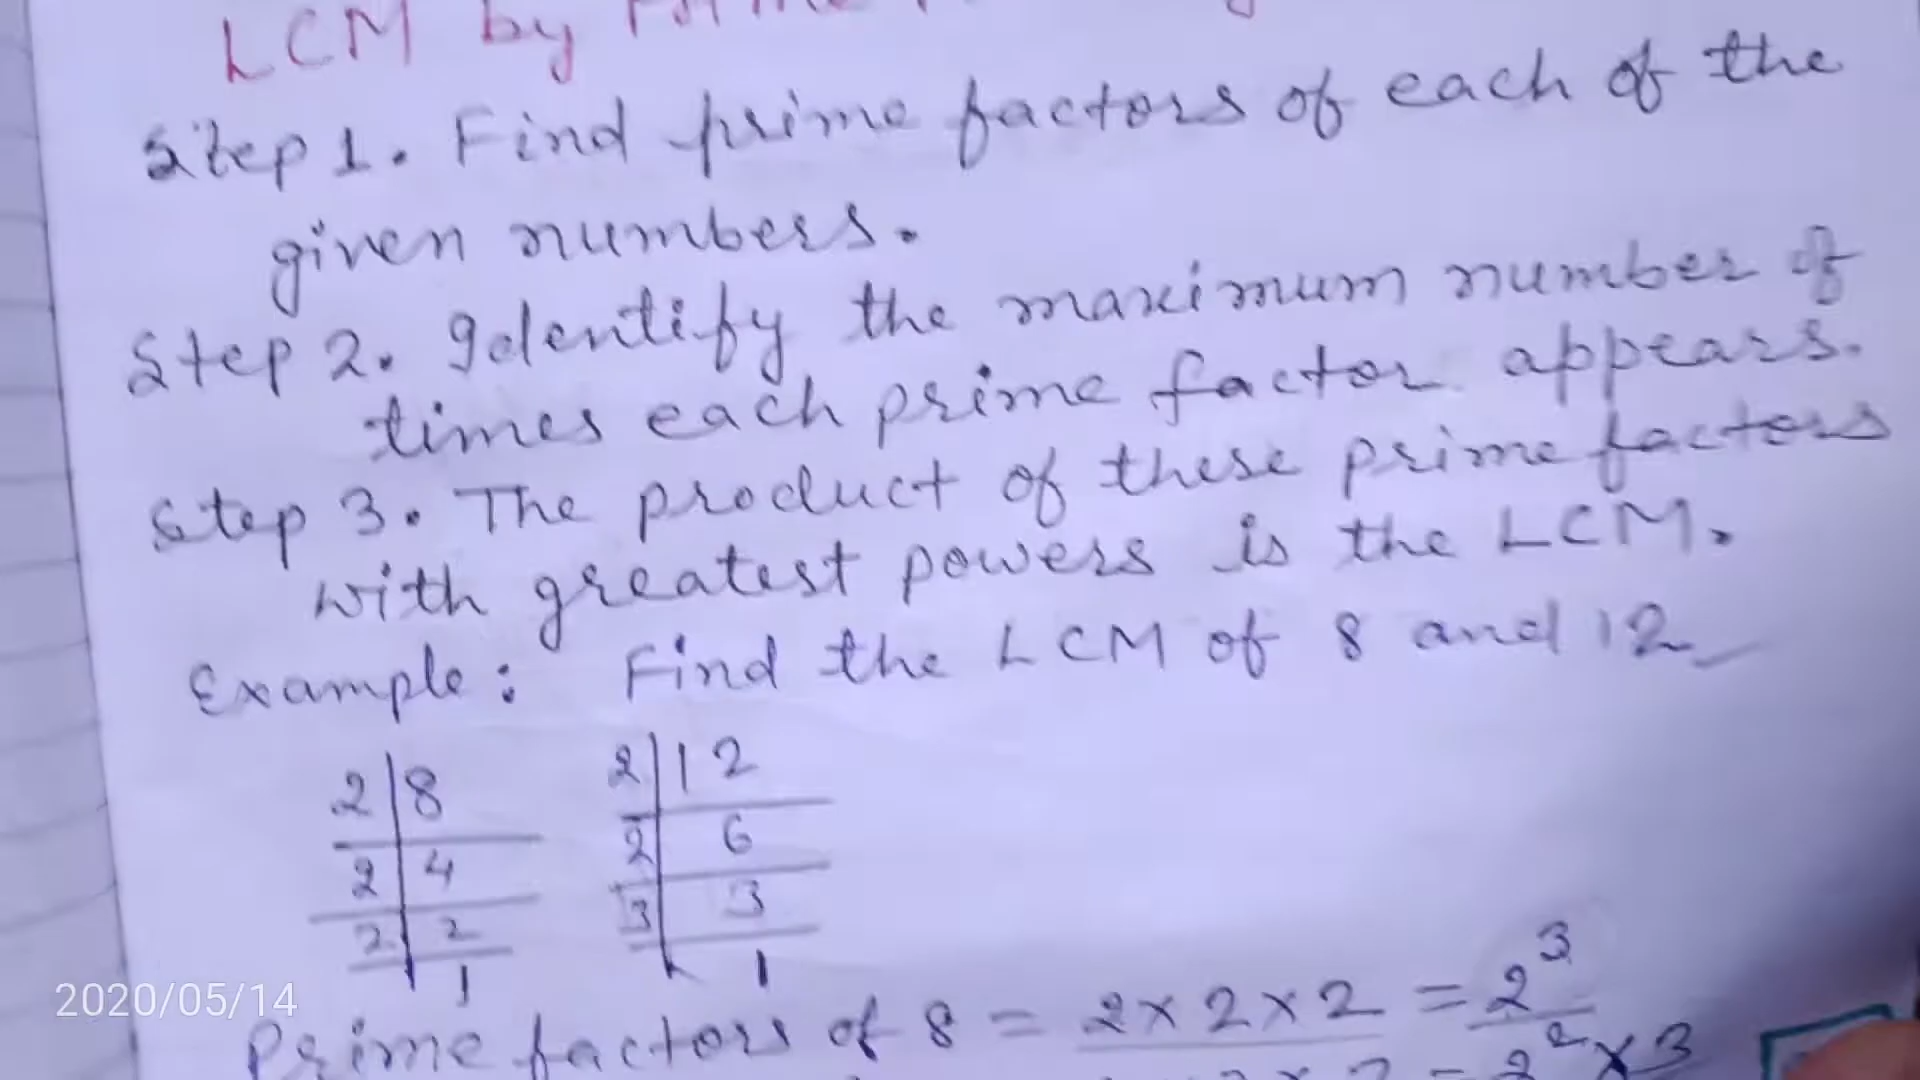 LCM by
Step 1. Find prime factors of each of the
given numbers.
Step 2. Identify the maximum number of
times each prime factor appears.
Step 3. The product of these prime factors
with greatest powers is the LCM.
Example: Find the LCM of 8 and 12
2 | 8
2 | 4
2 | 2
1
2 | 12
2 | 6
3 | 3
1
Prime factors of 8 = 2 × 2 × 2 = 2³
= 2² × 3
2020/05/14